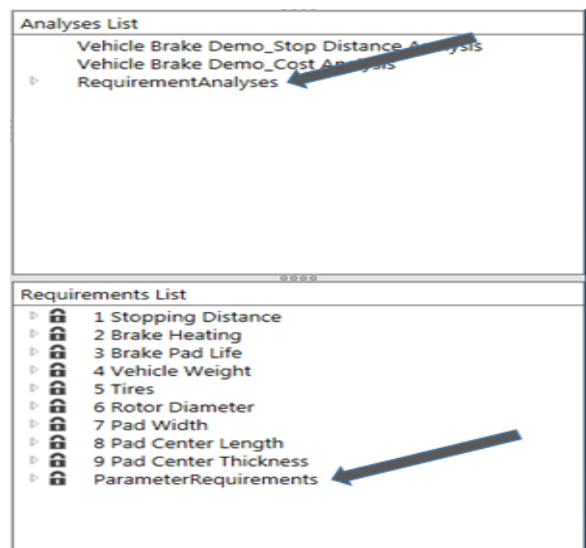 Analyses List
Vehicle Brake Demo_Stop Distance Analysis
Vehicle Brake Demo_Cost Analysis
RequirementAnalyses
Requirements List
1 Stopping Distance
2 Brake Heating
3 Brake Pad Life
4 Vehicle Weight
5 Tires
6 Rotor Diameter
7 Pad Width
8 Pad Center Length
9 Pad Center Thickness
ParameterRequirements